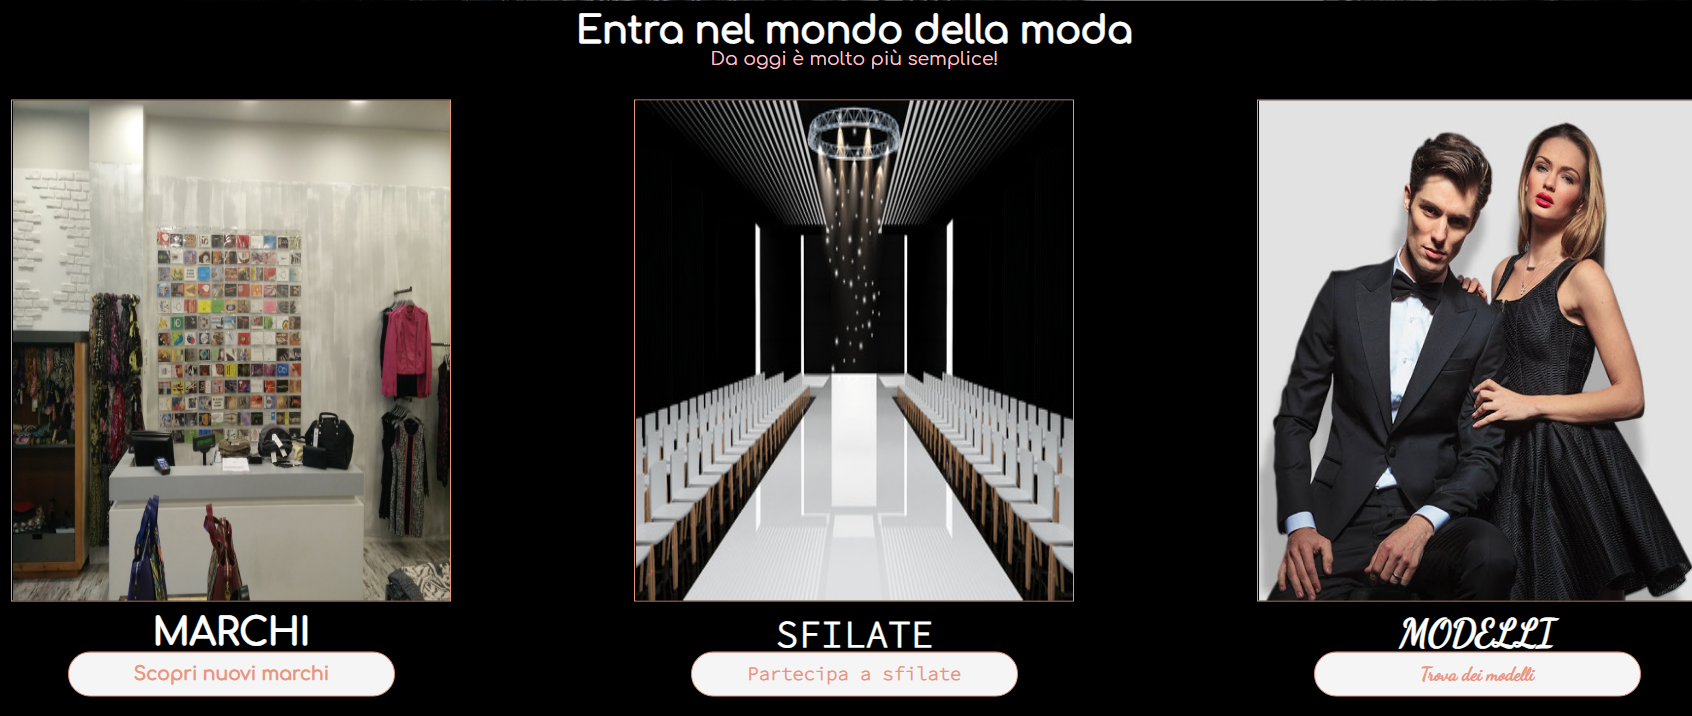 Entra nel mondo della moda
Da oggi è molto più semplice!
MARCHI
Scopri nuovi marchi
SFILATE
Partecipa a sfilate
MODELLI
Trova dei modelli